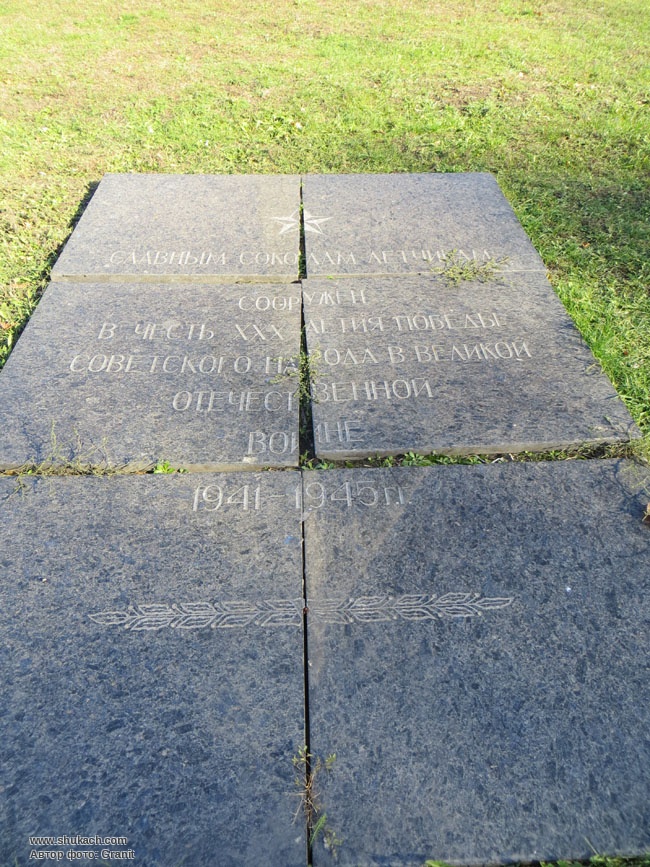 СЛАВНЫМ СОКОЛАМ ЛЕТЧИКАМ
СООРУЖЕН
В ЧЕСТЬ XXX ЛЕТИЯ ПОБЕДЫ
СОВЕТСКОГО НАРОДА В ВЕЛИКОЙ
ОТЕЧЕСТВЕННОЙ
ВОЙНЕ
1941-1945 гг.
www.shukach.com
Автор фото: Granit